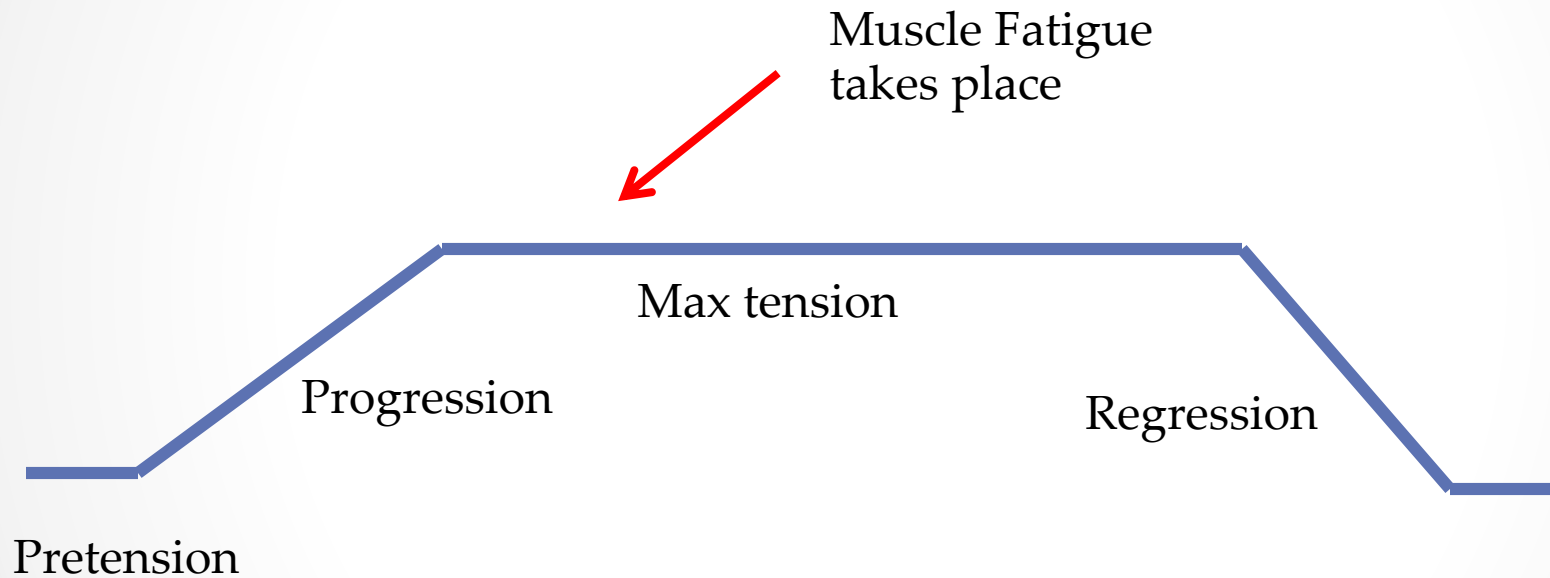 Muscle Fatigue
takes place
Max tension
Progression
Regression
Pretension